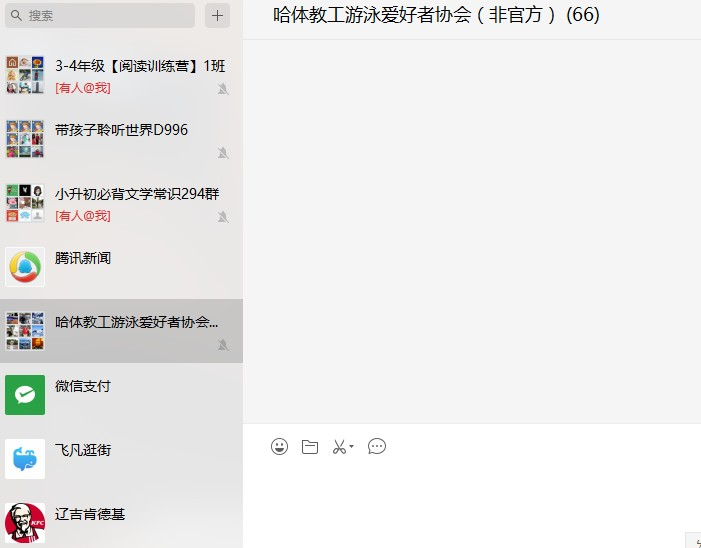 搜索
哈体教工游泳爱好者协会（非官方）(66)
3-4年级【阅读训练营】1班
[有人@我]
带孩子聆听世界D996
小升初必背文学常识294群
[有人@我]
腾讯新闻
哈体教工游泳爱好者协会...
微信支付
飞凡逛街
辽吉肯德基
KFC